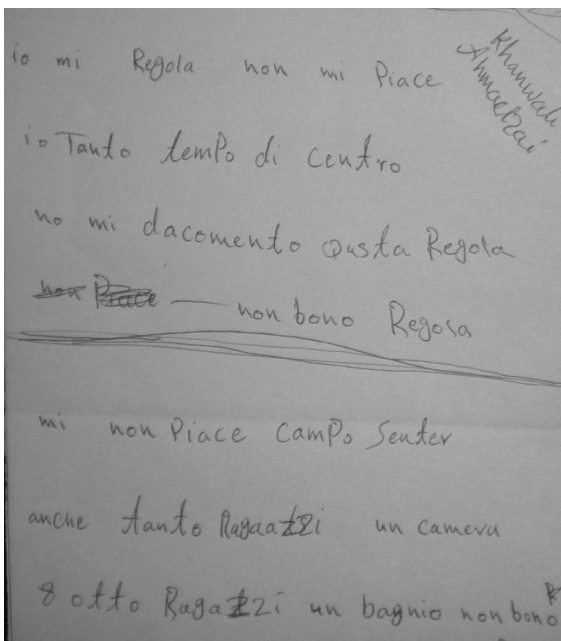 io mi Regola non mi Piace
Khanwali
Ahmadzai
io Tanto tempo di centro
no mi dacomento Qusta Regola
non Piace — non bono Regosa
mi non Piace campo senter
anche tanto Ragaazzi un camera
8 otto Ragazzi un bagnio non bono